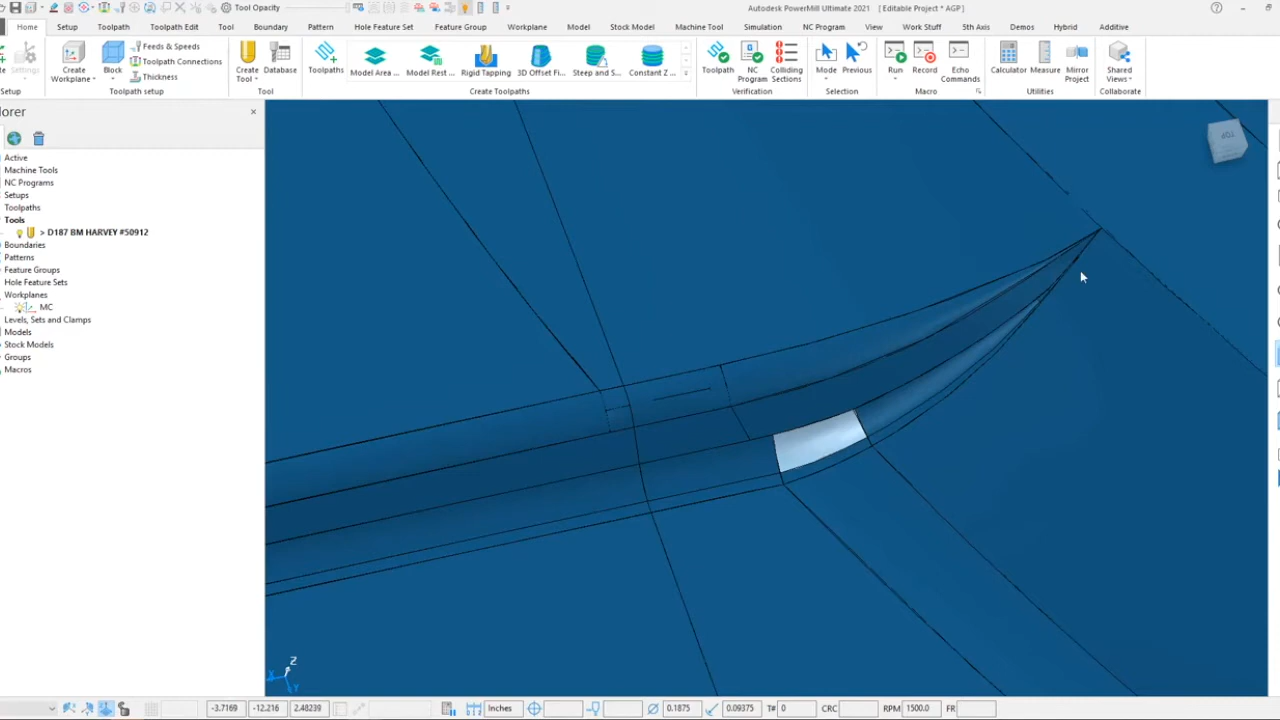 Tool Opacity
Autodesk PowerMill Ultimate 2021 [ Editable Project * AGP]
Home Setup Toolpath Toolpath Edit Tool Boundary Pattern Hole Feature Set Feature Group Workplane Model Stock Model Machine Tool Simulation NC Program View Work Stuff 5th Axis Demos Hybrid Additive
Settings
Create Workplane
Block
Feeds & Speeds
Toolpath Connections
Thickness
Create Tool
Database
Toolpaths
Model Area ...
Model Rest ...
Rigid Tapping
3D Offset Fi...
Steep and S...
Constant Z ...
Toolpath
NC Program
Colliding Sections
Mode
Previous
Run
Record
Echo Commands
Calculator
Measure
Mirror Project
Shared Views
Setup Toolpath setup Tool Create Toolpaths Verification Selection Macro Utilities Collaborate
lorer
Active
Machine Tools
NC Programs
Setups
Toolpaths
Tools
> D187 BM HARVEY #50912
Boundaries
Patterns
Feature Groups
Hole Feature Sets
Workplanes
MC
Levels, Sets and Clamps
Models
Stock Models
Groups
Macros
TOP
Z
X
Y
-3.7169 -12.216 2.48239 Inches 0.1875 0.09375 T# 0 CRC RPM 1500.0 FR